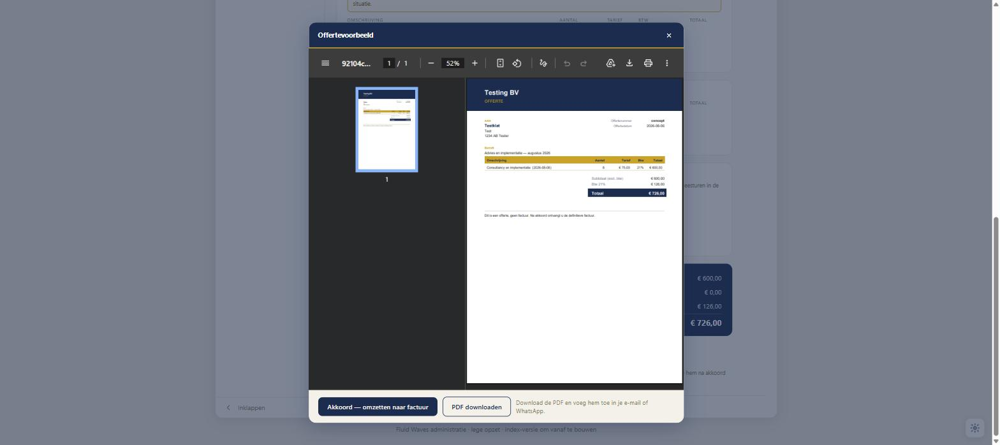 situatie.
OMSCHRIJVING AANTAL TARIEF BTW TOTAAL
Offertevoorbeeld ×
92104c... 1 / 1 52%
Testing BV
OFFERTE
AAN
Testklat
Test
1234 AB Tester
Offertenummer concept
Offertedatum 2026-08-06
Betreft
Advies en implementatie — augustus 2026
Omschrijving Aantal Tarief Btw Totaal
Consultancy en implementatie (2026-08-06) 8 € 75,00 21% € 600,00
Subtotaal (excl. btw) € 600,00
Btw 21% € 126,00
Totaal € 726,00
Dit is een offerte, geen factuur. Na akkoord ontvangt u de definitieve factuur.
1
TOTAAL
eesturen in de
€ 600,00
€ 0,00
€ 126,00
€ 726,00
hem na akkoord
Akkoord — omzetten naar factuur
PDF downloaden
Download de PDF en voeg hem toe in je e-mail of
WhatsApp.
Inklappen
Fluid Waves administratie · lege opzet · index-versie om vanaf te bouwen